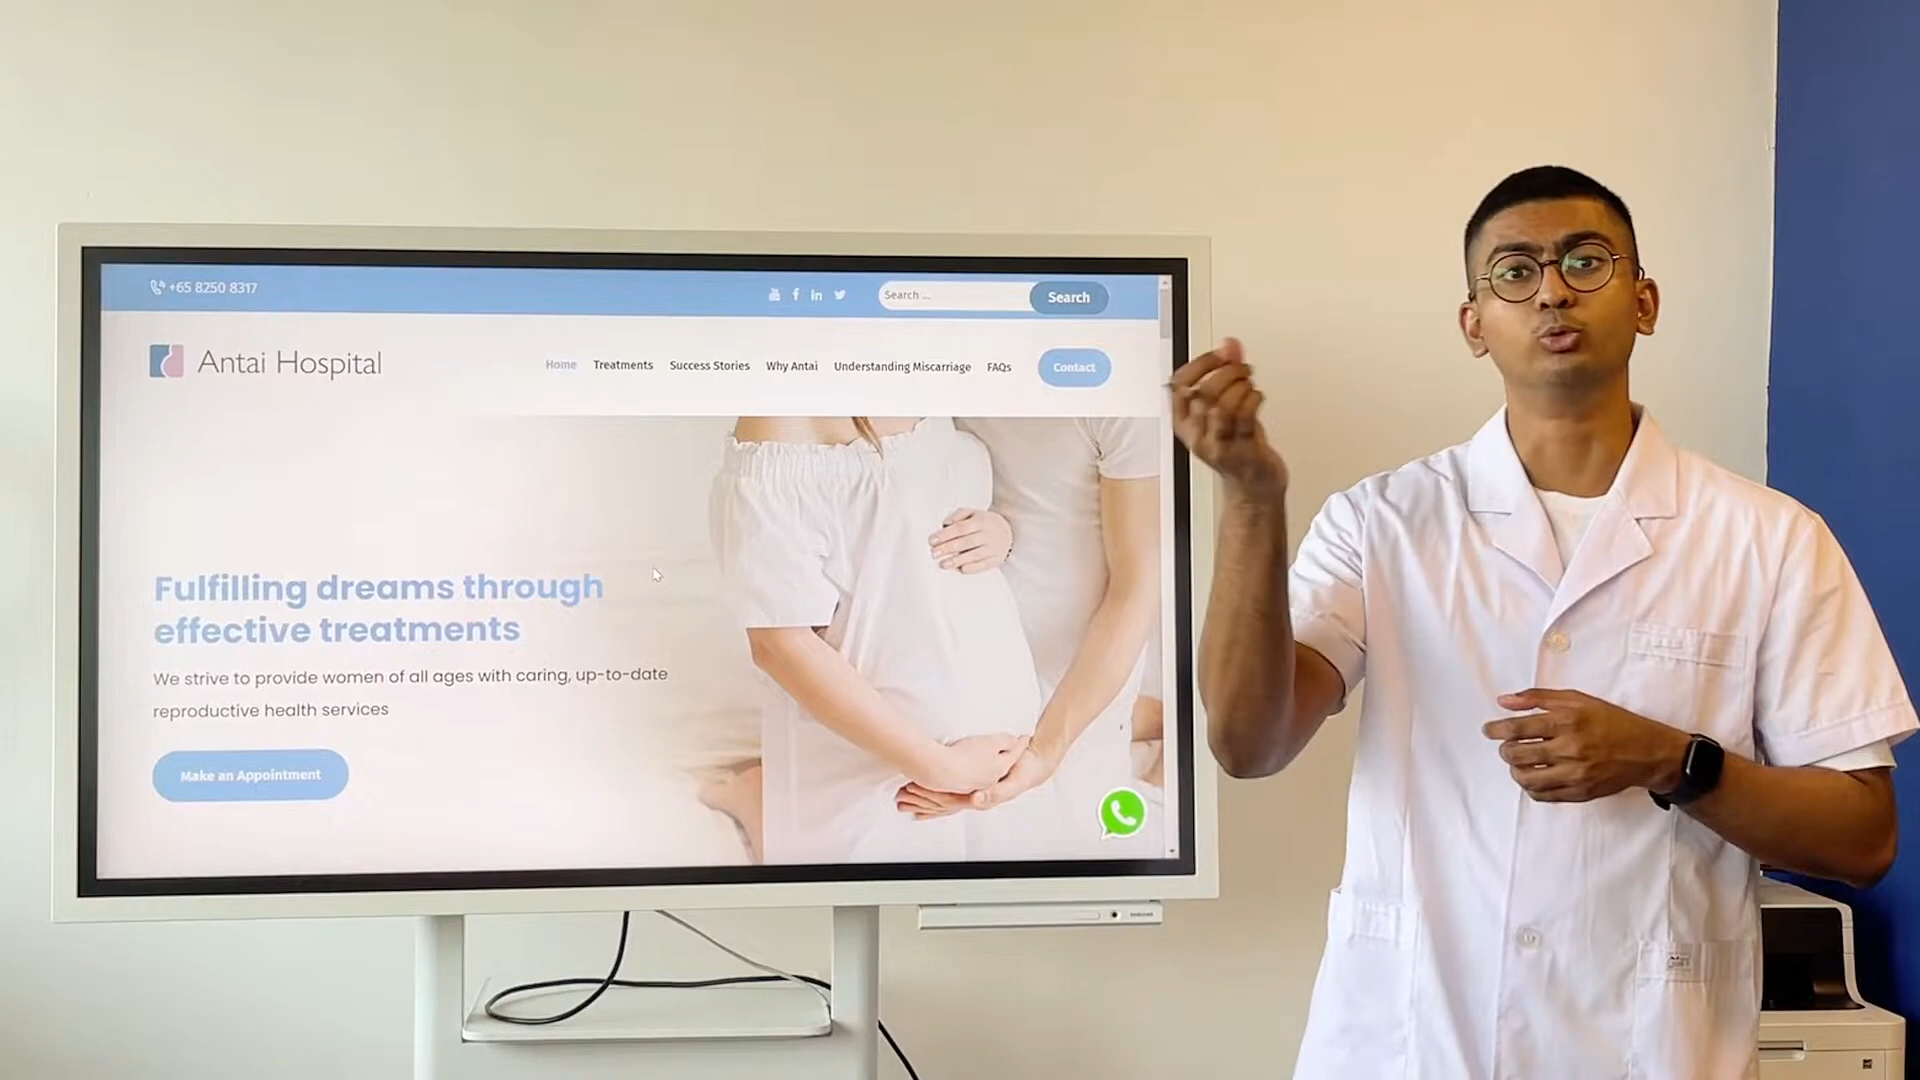 +65 8250 8317
Search ...
Search
Antai Hospital
Home
Treatments
Success Stories
Why Antai
Understanding Miscarriage
FAQs
Contact
Fulfilling dreams through
effective treatments
We strive to provide women of all ages with caring, up-to-date
reproductive health services
Make an Appointment